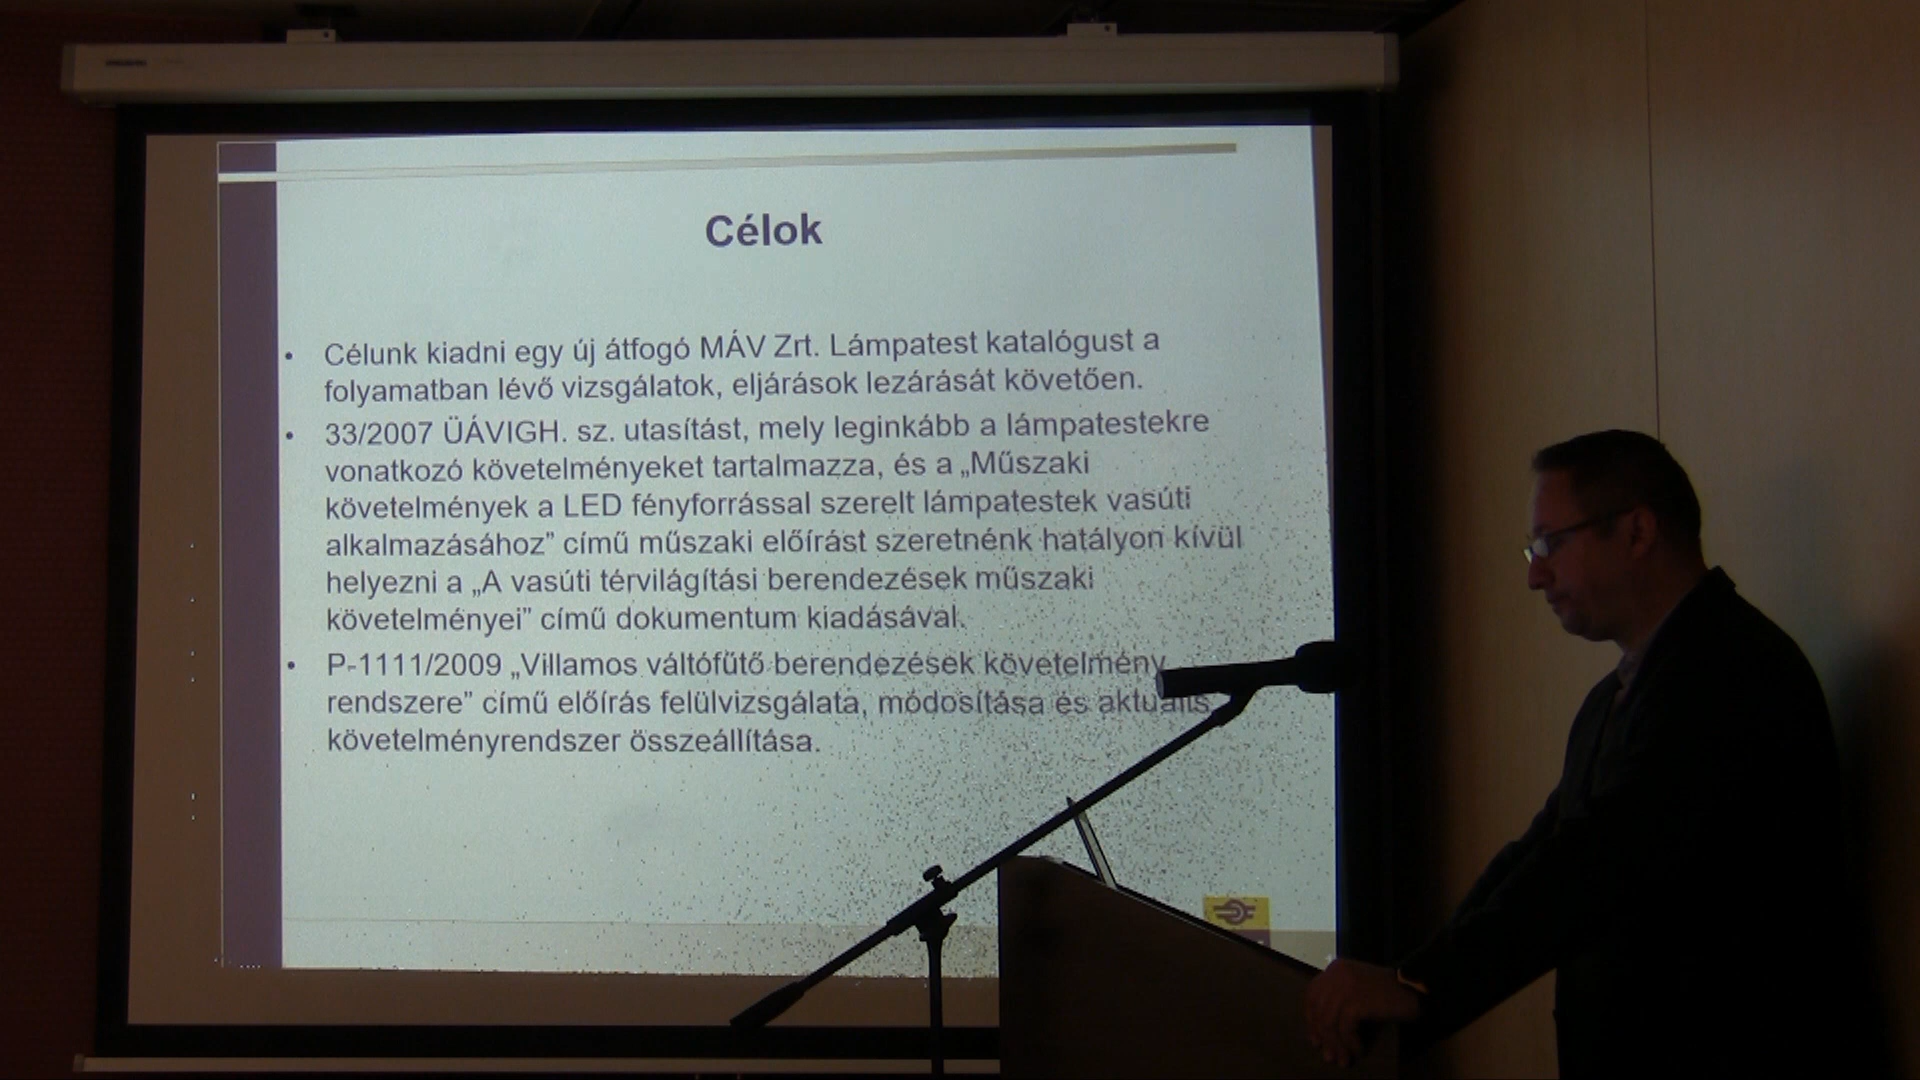 Célok
• Célunk kiadni egy új átfogó MÁV Zrt. Lámpatest katalógust a
folyamatban lévő vizsgálatok, eljárások lezárását követően.
• 33/2007 ÜÁVIGH. sz. utasítást, mely leginkább a lámpatestekre
vonatkozó követelményeket tartalmazza, és a „Műszaki
követelmények a LED fényforrással szerelt lámpatestek vasúti
alkalmazásához” című műszaki előírást szeretnénk hatályon kívül
helyezni a „A vasúti térvilágítási berendezések műszaki
követelményei” című dokumentum kiadásával.
• P-1111/2009 „Villamos váltófűtő berendezések követelmény
rendszere” című előírás felülvizsgálata, módosítása és aktuális
követelményrendszer összeállítása.